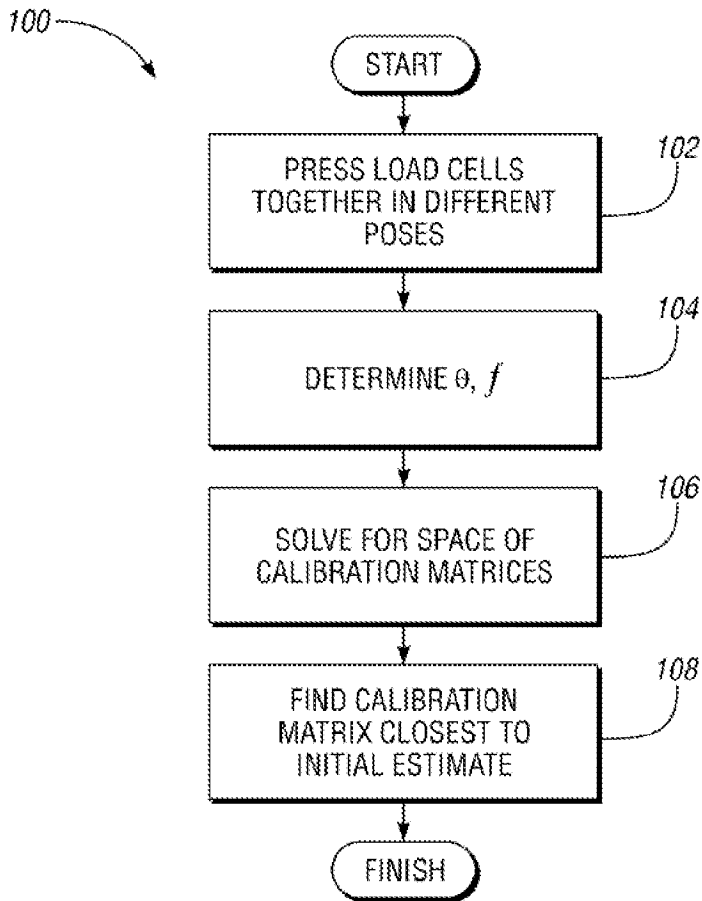 100
START
PRESS LOAD CELLS
TOGETHER IN DIFFERENT
POSES
102
DETERMINE θ, f
104
SOLVE FOR SPACE OF
CALIBRATION MATRICES
106
FIND CALIBRATION
MATRIX CLOSEST TO
INITIAL ESTIMATE
108
FINISH